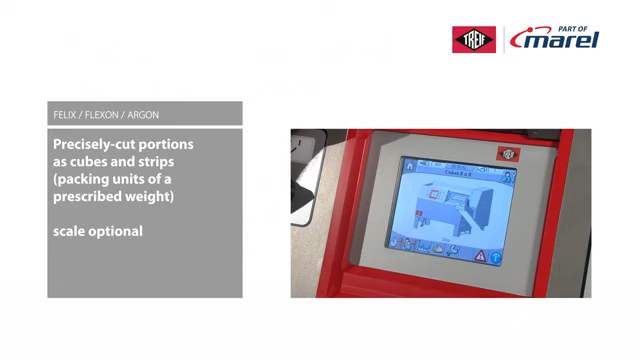 TREIF
PART OF
marel
FELIX / FLEXON / ARGON
Precisely-cut portions
as cubes and strips
(packing units of a
prescribed weight)
scale optional
TREIF
Cubes 8 x 8